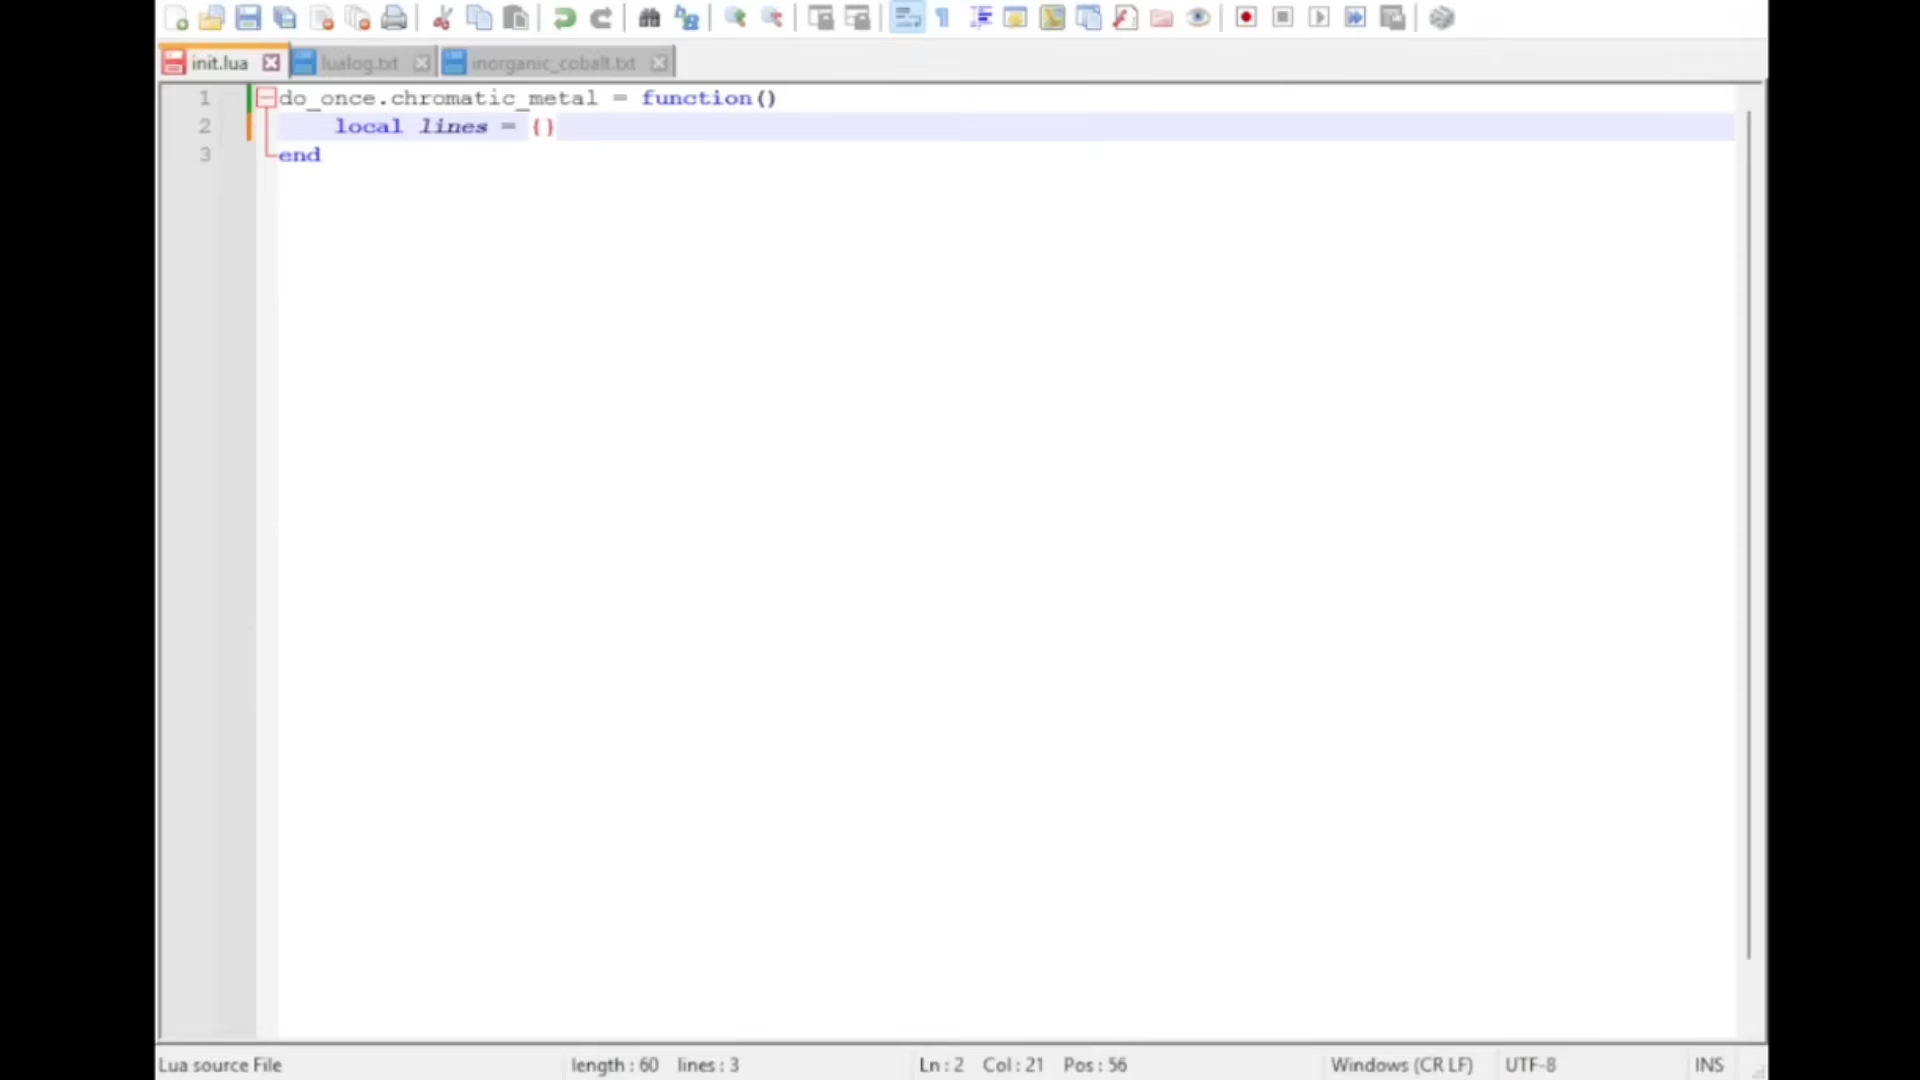 init.lua lualog.txt inorganic_cobalt.txt
1 do_once.chromatic_metal = function()
2 local lines = {}
3 end
Lua source File length : 60 lines : 3 Ln : 2 Col : 21 Pos : 56 Windows (CR LF) UTF-8 INS